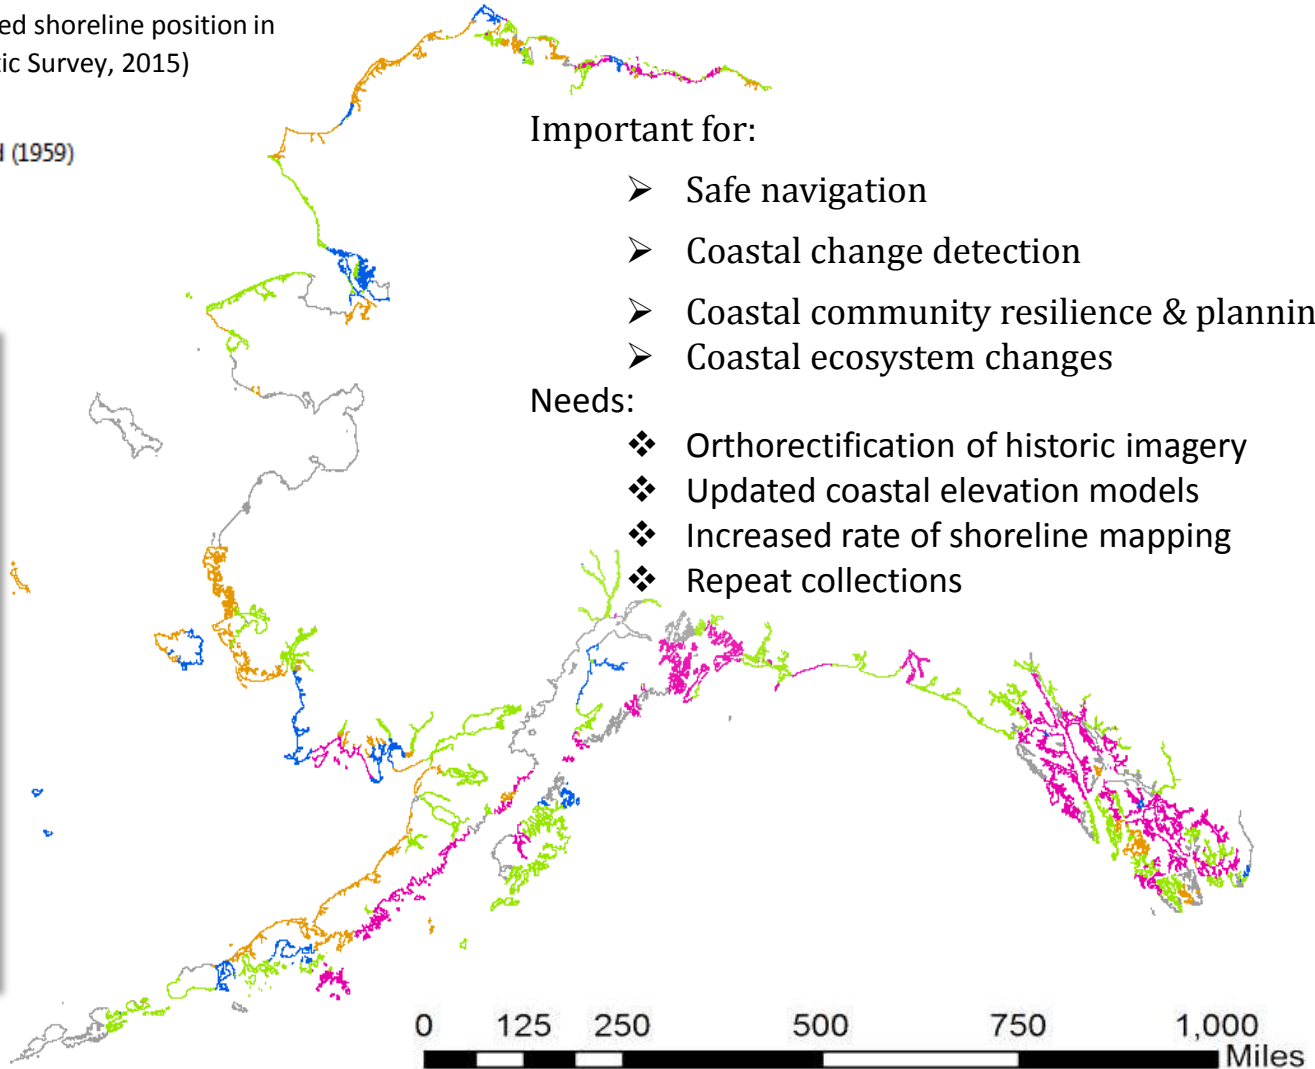 ed shoreline position in
tic Survey, 2015)
(1959)
Important for:
➢ Safe navigation
➢ Coastal change detection
➢ Coastal community resilience & plannin
➢ Coastal ecosystem changes
Needs:
❖ Orthorectification of historic imagery
❖ Updated coastal elevation models
❖ Increased rate of shoreline mapping
❖ Repeat collections
0 125 250 500 750 1,000
Miles